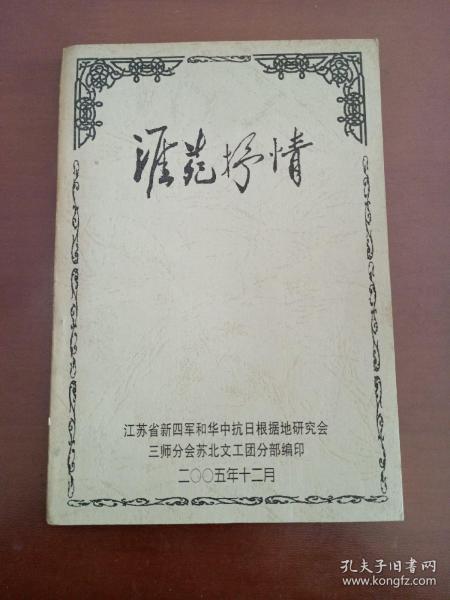 淮苑抒情
江苏省新四军和华中抗日根据地研究会
三师分会苏北文工团分部编印
二〇〇五年十二月
孔夫子旧书网
www.kongfz.com